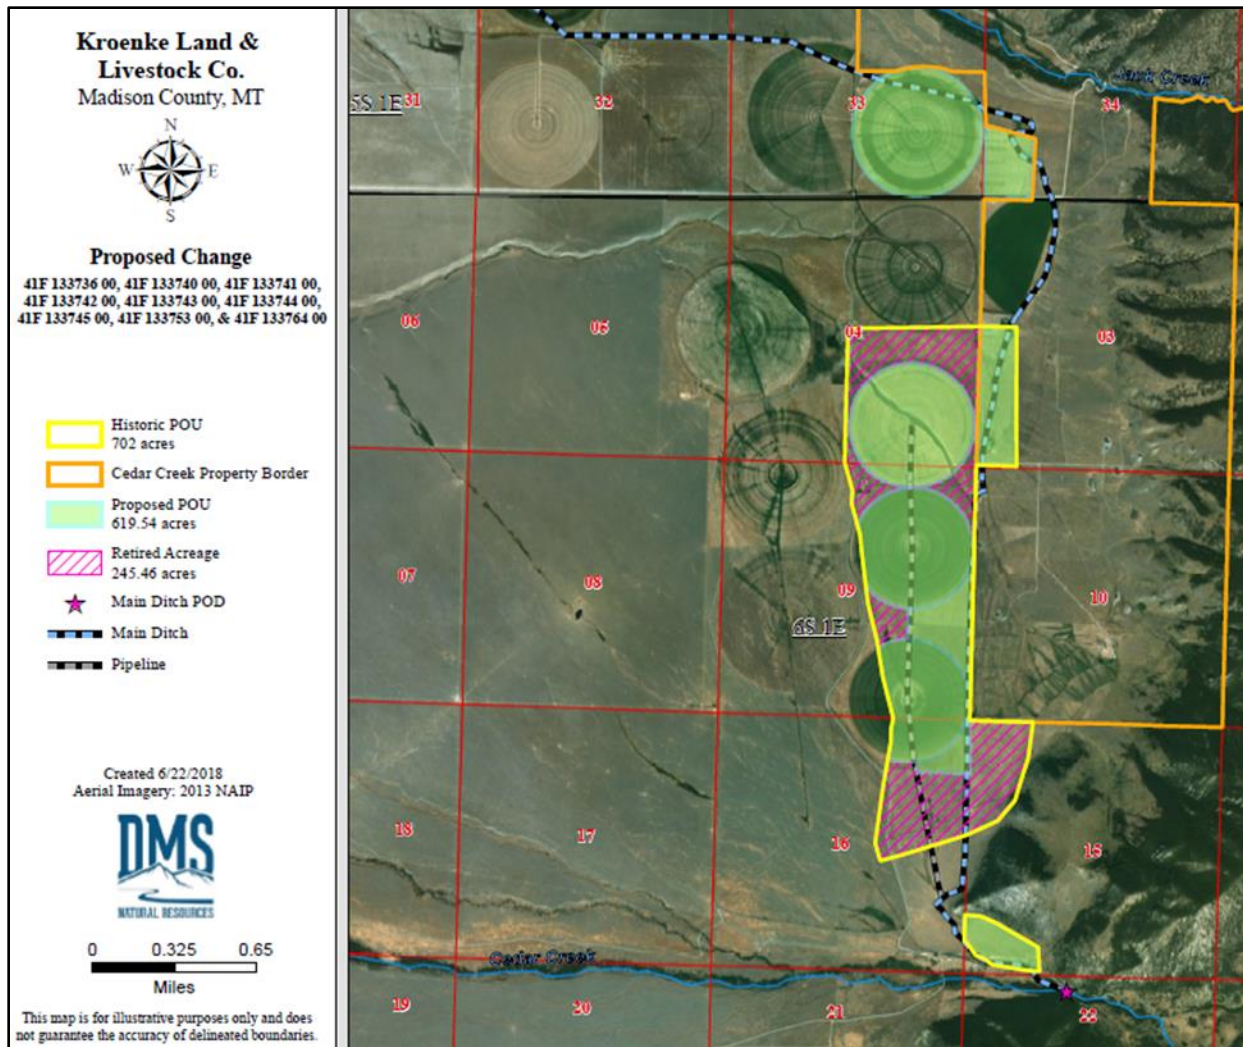 Kroenke Land &
Livestock Co.
Madison County, MT
N
W E
S
Proposed Change
41F 133736 00, 41F 133740 00, 41F 133741 00,
41F 133742 00, 41F 133743 00, 41F 133744 00,
41F 133745 00, 41F 133753 00, & 41F 133764 00
Historic POU
702 acres
Cedar Creek Property Border
Proposed POU
619.54 acres
Retired Acreage
245.46 acres
Main Ditch POD
Main Ditch
Pipeline
Created 6/22/2018
Aerial Imagery: 2013 NAIP
DMS
NATURAL RESOURCES
0 0.325 0.65
Miles
This map is for illustrative purposes only and does
not guarantee the accuracy of delineated boundaries.
Jack Creek
5S 1E 31 32 33 34
06 05 04 03
07 08 09 10
6S 1E
18 17 16 15
Cedar Creek
19 20 21 22